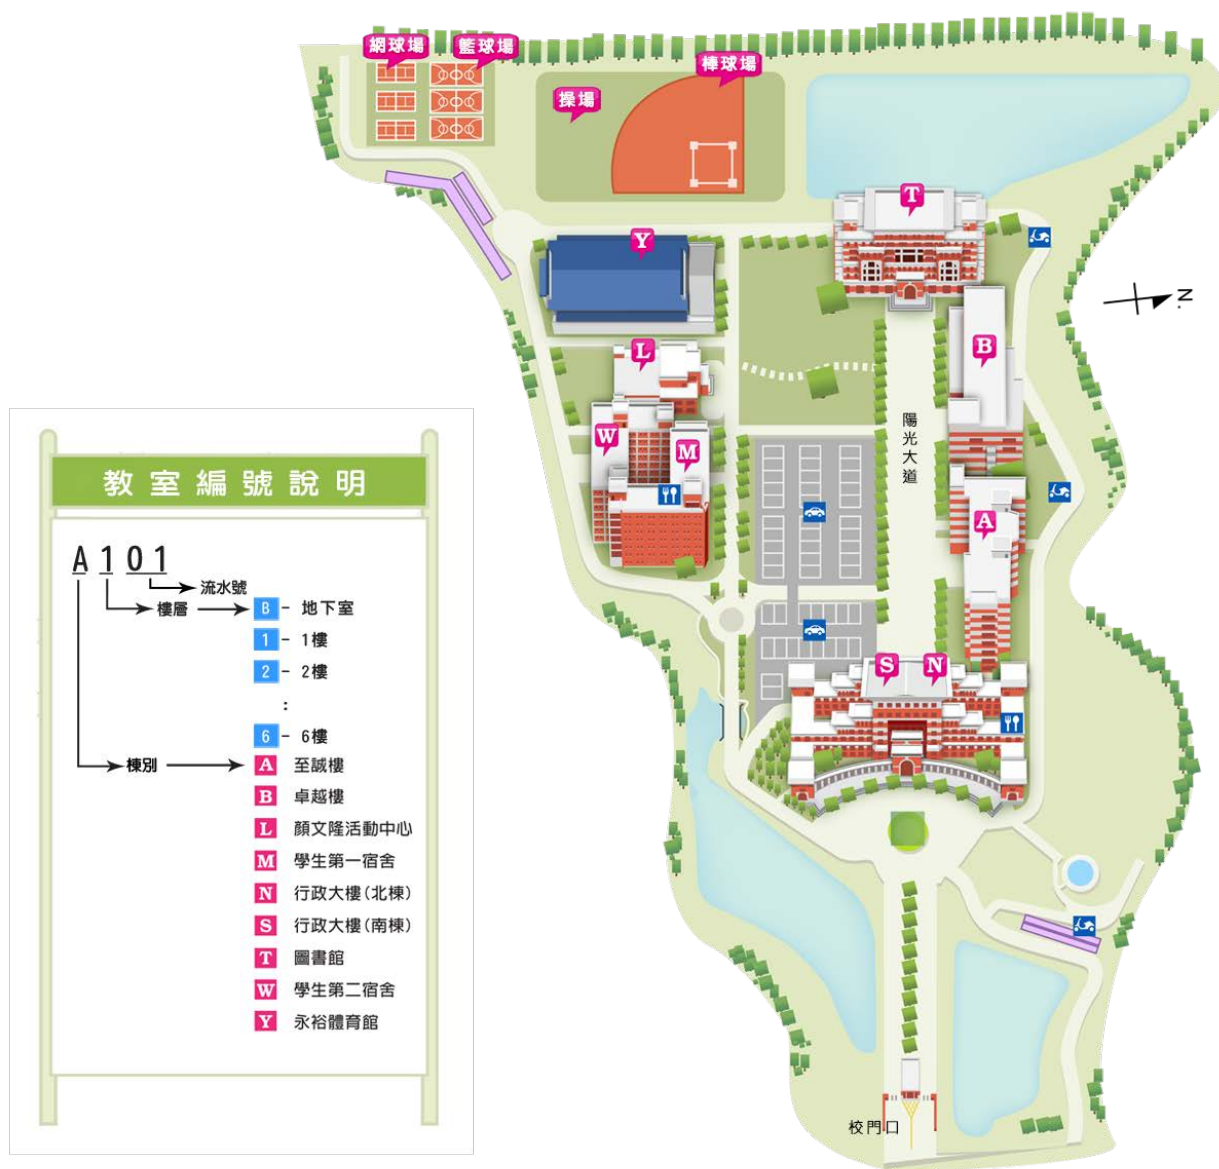 網球場
籃球場
棒球場
操場
T
Y
N.
B
L
陽光大道
W
M
A
S
N
校門口
教室編號說明
A 1 01
流水號
樓層
B - 地下室
1 - 1樓
2 - 2樓
:
6 - 6樓
棟別
A 至誠樓
B 卓越樓
L 顏文隆活動中心
M 學生第一宿舍
N 行政大樓(北棟)
S 行政大樓(南棟)
T 圖書館
W 學生第二宿舍
Y 永裕體育館